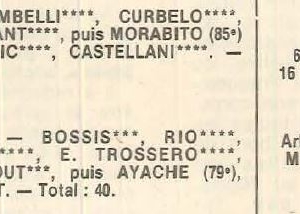 MBELLI****, CURBELO****,
ANT****, puis MORABITO (85e)
IC****, CASTELLANI****. —
— BOSSIS***, RIO****,
****, E. TROSSERO****,
OUT***, puis AYACHE (79e),
T. — Total : 40.
6
16
Ar
M